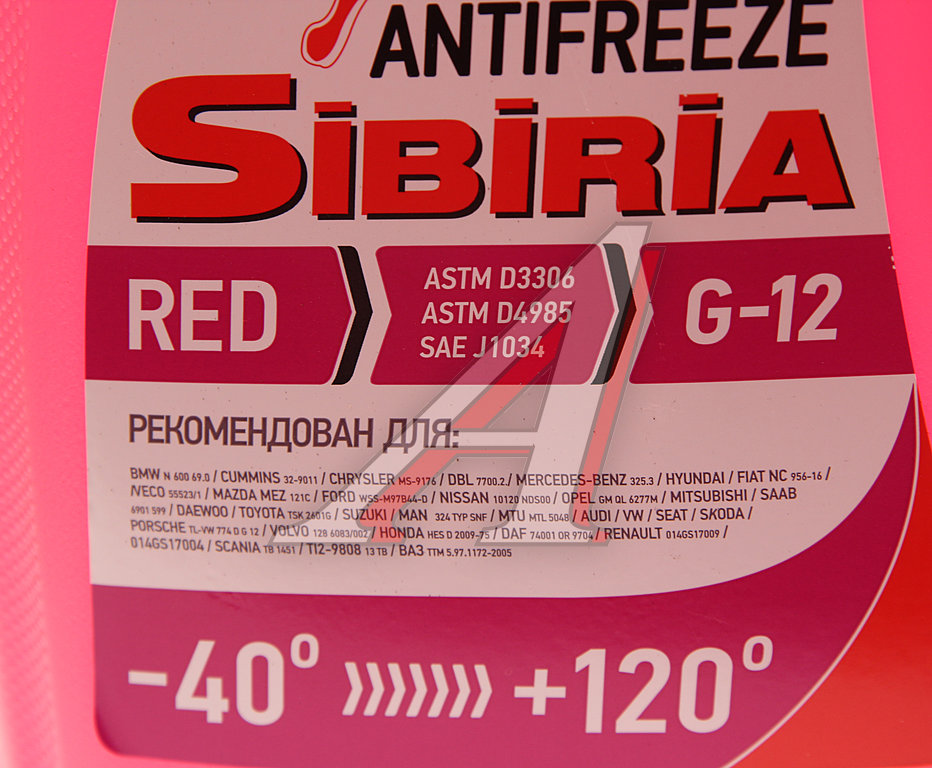 ANTIFREEZE
SiBiRiA
RED
ASTM D3306
ASTM D4985
SAE J1034
G-12
РЕКОМЕНДОВАН ДЛЯ:
BMW N 600 69.0 / CUMMINS 32-9011 / CHRYSLER MS-9176 / DBL 7700.2 / MERCEDES-BENZ 325.3 / HYUNDAI / FIAT NC 956-16 /
IVECO 55523/1 / MAZDA MEZ 121C / FORD WSS-M97B44-D / NISSAN 10120 NDS00 / OPEL GM QL 6277M / MITSUBISHI / SAAB
6901 599 / DAEWOO / TOYOTA TSK 2601G / SUZUKI / MAN 324 TYP SNF / MTU MTL 5048 / AUDI / VW / SEAT / SKODA /
PORSCHE TL-VW 774 D G 12 / VOLVO 128 6083/002 / HONDA HES D 2009-75 / DAF 74001 OR 9704 / RENAULT 014GS17009 /
014GS17004 / SCANIA TB 1451 / TI2-9808 13 TB / ВАЗ TTM 5.97.1172-2005
-40° »»»» +120°